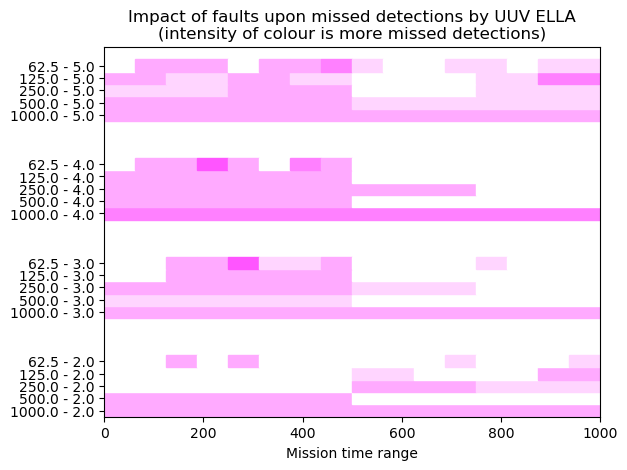 Impact of faults upon missed detections by UUV ELLA
(intensity of colour is more missed detections)
62.5 - 5.0
125.0 - 5.0
250.0 - 5.0
500.0 - 5.0
1000.0 - 5.0
62.5 - 4.0
125.0 - 4.0
250.0 - 4.0
500.0 - 4.0
1000.0 - 4.0
62.5 - 3.0
125.0 - 3.0
250.0 - 3.0
500.0 - 3.0
1000.0 - 3.0
62.5 - 2.0
125.0 - 2.0
250.0 - 2.0
500.0 - 2.0
1000.0 - 2.0
0 200 400 600 800 1000
Mission time range